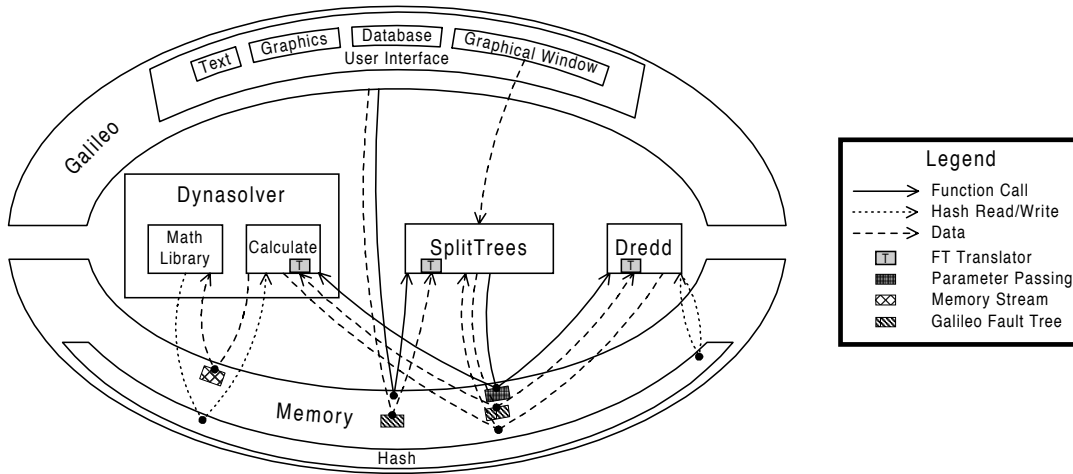 Text
Graphics
Database
Graphical Window
User Interface
Galileo
Dynasolver
Math
Library
Calculate
T
SplitTrees
T
Dredd
T
Memory
Hash
Legend
Function Call
Hash Read/Write
Data
T
FT Translator
Parameter Passing
Memory Stream
Galileo Fault Tree